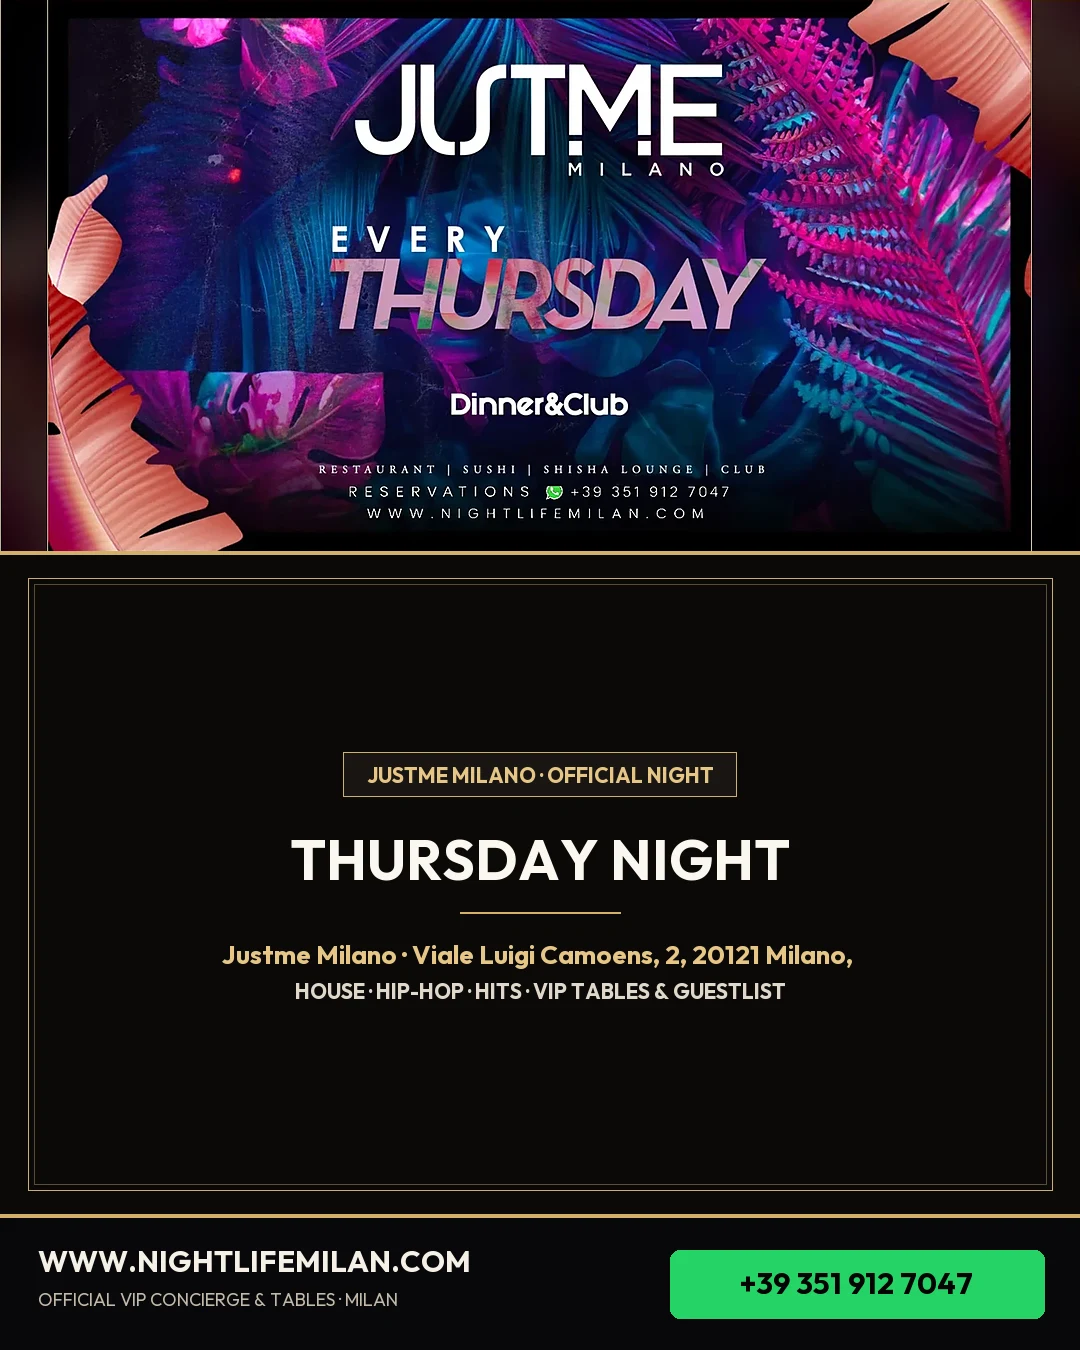 JUSTME
MILANO
EVERY
THURSDAY
Dinner&Club
RESTAURANT | SUSHI | SHISHA LOUNGE | CLUB
RESERVATIONS +39 351 912 7047
WWW.NIGHTLIFEMILAN.COM
JUSTME MILANO · OFFICIAL NIGHT
THURSDAY NIGHT
Justme Milano · Viale Luigi Camoens, 2, 20121 Milano,
HOUSE · HIP-HOP · HITS · VIP TABLES & GUESTLIST
WWW.NIGHTLIFEMILAN.COM
OFFICIAL VIP CONCIERGE & TABLES · MILAN
+39 351 912 7047